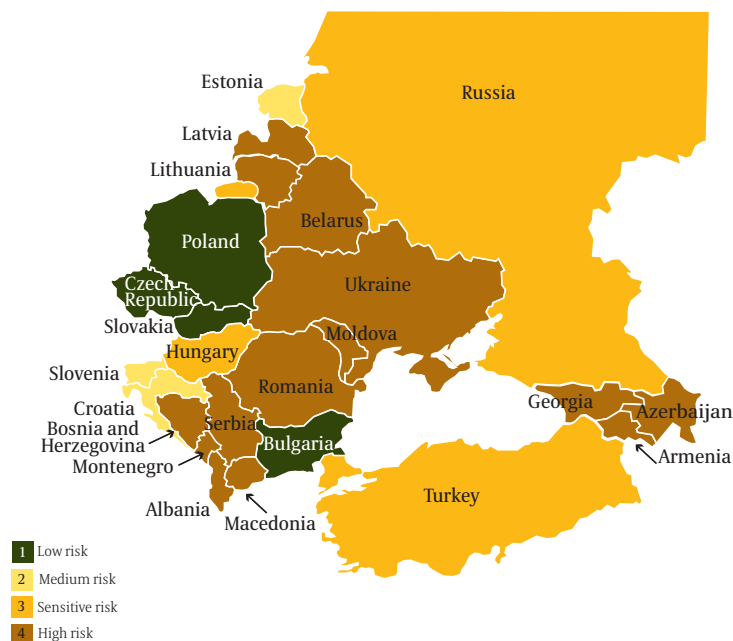 Estonia
Russia
Latvia
Lithuania
Belarus
Poland
Czech
Republic
Ukraine
Slovakia
Moldova
Hungary
Slovenia
Romania
Georgia
Azerbaijan
Croatia
Serbia
Bosnia and
Herzegovina
Bulgaria
Montenegro
Armenia
Turkey
Albania
Macedonia
1 Low risk
2 Medium risk
3 Sensitive risk
4 High risk